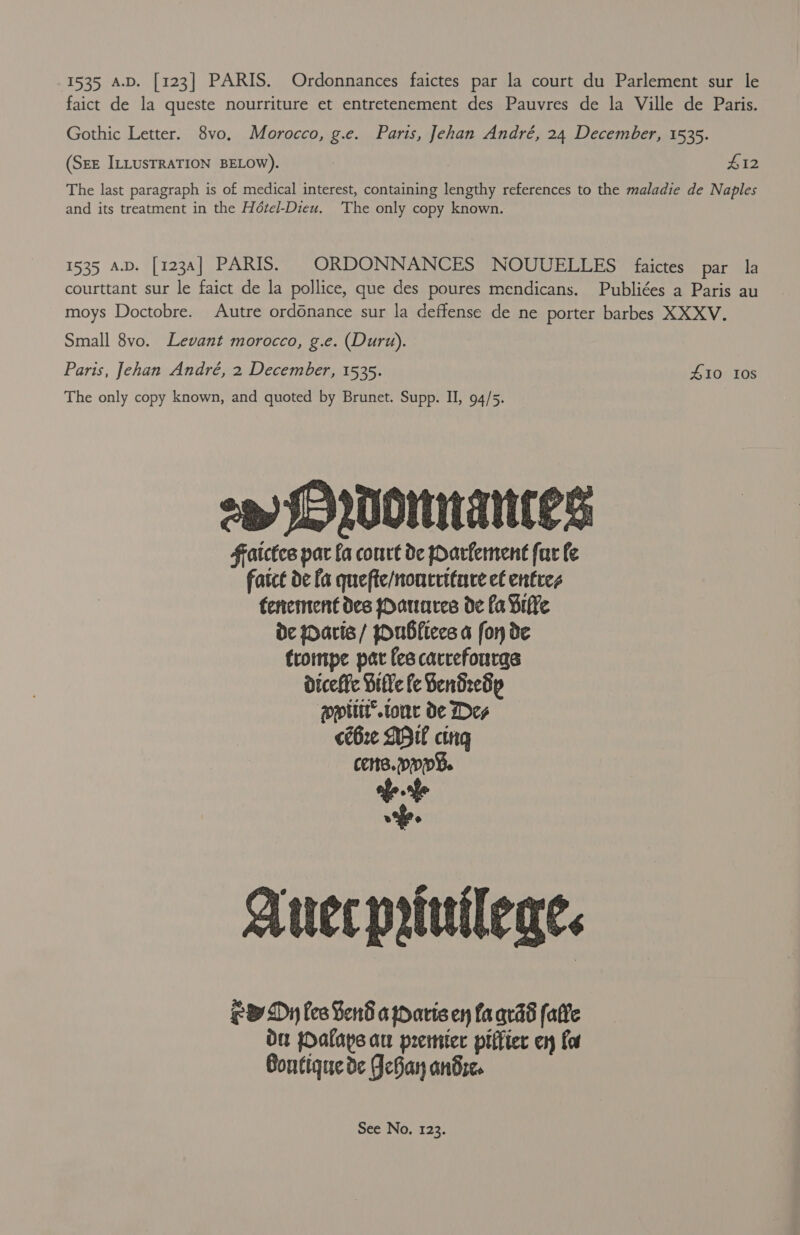 1535 A.D. [123] PARIS. Ordonnances faictes par la court du Parlement sur le
faict de la queste nourriture et entretenement des Pauvres de la Ville de Paris.
Gothic Letter. 8vo. Morocco, g.e. Paris, Jehan André, 24 December, 1535.
(SEE ILLUSTRATION BELOW). £12
The last paragraph is of medical interest, containing lengthy references to the maladie de Naples
and its treatment in the Hôtel-Dieu. The only copy known.
1535 A.D. [123A] PARIS. ORDONNANCES NOUUELLES faictes par la
courttant sur le faict de la pollice, que des poures mendicans. Publiées a Paris au
moys Doctobre. Autre ordōnance sur la deffense de ne porter barbes XXXV.
Small 8vo. Levant morocco, g.e. (Duru).
Paris, Jehan André, 2 December, 1535. £10 10s
The only copy known, and quoted by Brunet. Supp. II, 94/5.
Ordonnances
Faictes par la court de Parlement sur le
faict de la queste/nourriture et entre⸗
tenement des Pauures de la Ville
de Paris/ Publiees a son de
trompe par les carrefourgs
dicelle Ville le Vendredy
xxiiiiᵉ.iour de De⸗
cēbre Mil cinq
cens.xxxv.
Auec priuilege.
On les vend a Paris en la grād salle
du Palays au premier pillier en la
boutique de Jehan andre.
See No. 123.